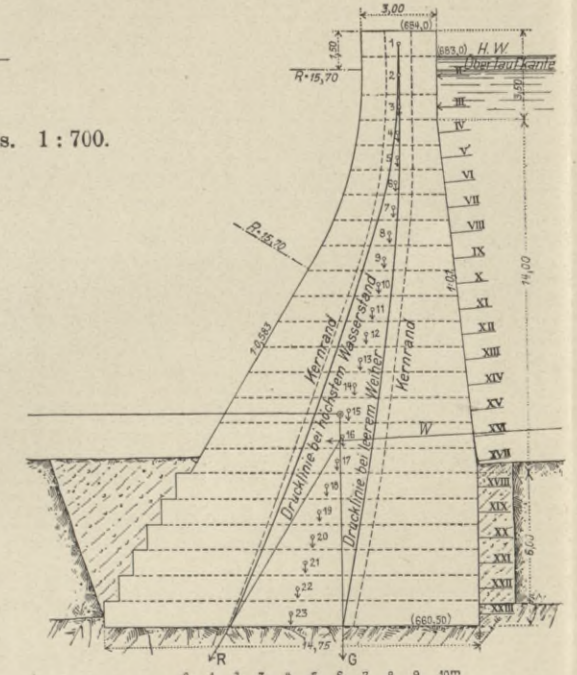 3,00
(684,0)
1,50
(683,0) H. W.
Überlaufkante
R=15,70
3,50
s. 1 : 700.
1
2
3
4
5
6
7
8
9
10
11
12
13
14
15
16
17
18
19
20
21
22
23
II
III
IV
V
VI
VII
VIII
IX
X
XI
XII
XIII
XIV
XV
XVI
XVII
XVIII
XIX
XX
XXI
XXII
XXIII
R=15,70
14,00
1:0,583
Kernrand
Drucklinie bei höchstem Wasserstand
Drucklinie bei leerem Weiher
Kernrand
W
6,00
(660,50)
14,75
R
G
10m